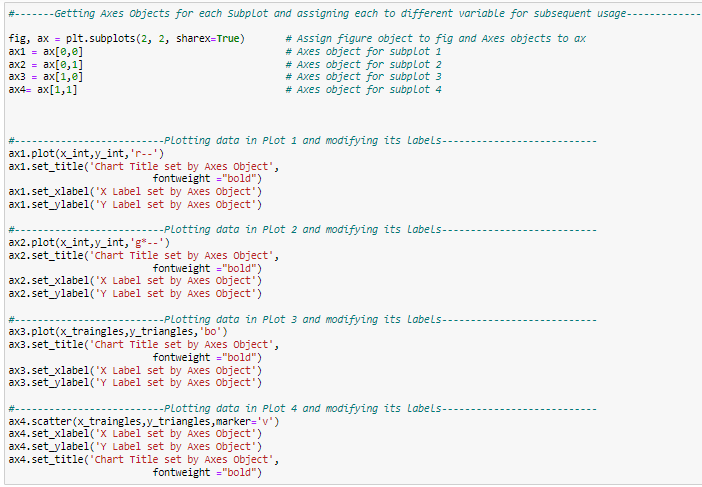 #-------Getting Axes Objects for each Subplot and assigning each to different variable for subsequent usage-------------
fig, ax = plt.subplots(2, 2, sharex=True)      # Assign figure object to fig and Axes objects to ax
ax1 = ax[0,0]                                  # Axes object for subplot 1
ax2 = ax[0,1]                                  # Axes object for subplot 2
ax3 = ax[1,0]                                  # Axes object for subplot 3
ax4= ax[1,1]                                   # Axes object for subplot 4
#--------------------------Plotting data in Plot 1 and modifying its labels---------------------------
ax1.plot(x_int,y_int,'r--')
ax1.set_title('Chart Title set by Axes Object',
                        fontweight ="bold")
ax1.set_xlabel('X Label set by Axes Object')
ax1.set_ylabel('Y Label set by Axes Object')
#--------------------------Plotting data in Plot 2 and modifying its labels---------------------------
ax2.plot(x_int,y_int,'g*--')
ax2.set_title('Chart Title set by Axes Object',
                        fontweight ="bold")
ax2.set_xlabel('X Label set by Axes Object')
ax2.set_ylabel('Y Label set by Axes Object')
#--------------------------Plotting data in Plot 3 and modifying its labels---------------------------
ax3.plot(x_traingles,y_triangles,'bo')
ax3.set_title('Chart Title set by Axes Object',
                        fontweight ="bold")
ax3.set_xlabel('X Label set by Axes Object')
ax3.set_ylabel('Y Label set by Axes Object')
#--------------------------Plotting data in Plot 4 and modifying its labels---------------------------
ax4.scatter(x_traingles,y_triangles,marker='v')
ax4.set_xlabel('X Label set by Axes Object')
ax4.set_ylabel('Y Label set by Axes Object')
ax4.set_title('Chart Title set by Axes Object',
                        fontweight ="bold")